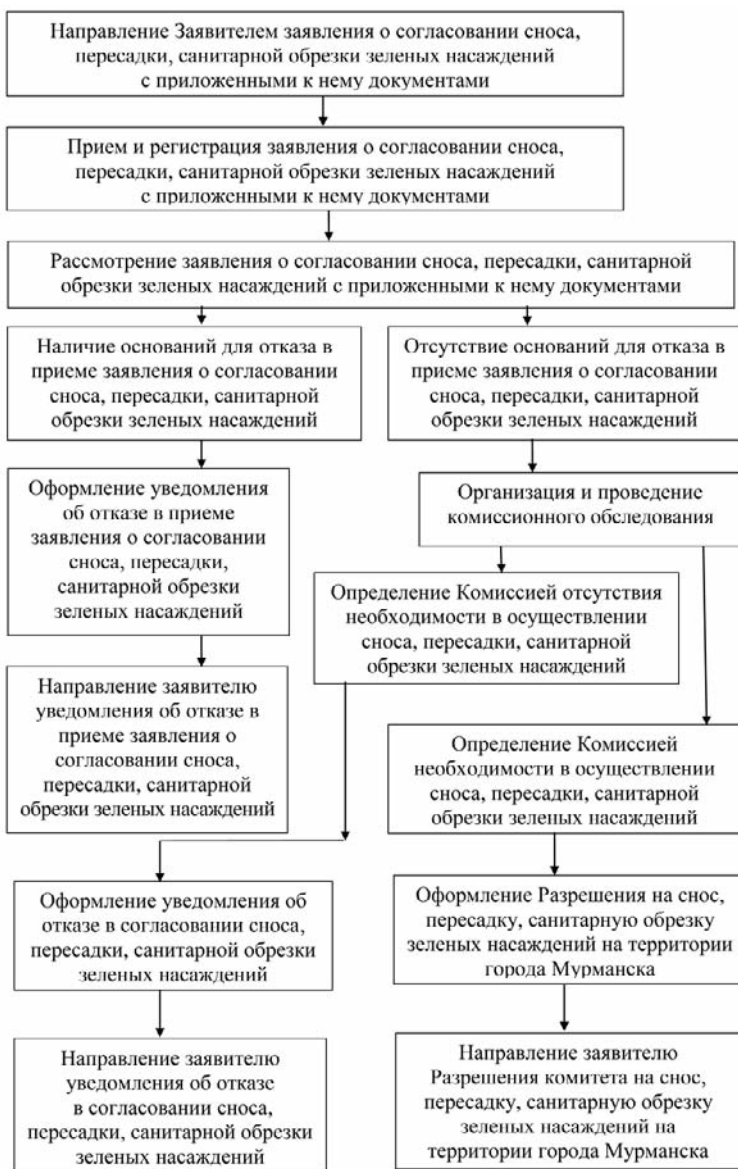 Направление Заявителем заявления о согласовании сноса,
пересадки, санитарной обрезки зеленых насаждений
с приложенными к нему документами
Прием и регистрация заявления о согласовании сноса,
пересадки, санитарной обрезки зеленых насаждений
с приложенными к нему документами
Рассмотрение заявления о согласовании сноса, пересадки, санитарной
обрезки зеленых насаждений с приложенными к нему документами
Наличие оснований для отказа в
приеме заявления о согласовании
сноса, пересадки, санитарной
обрезки зеленых насаждений
Отсутствие оснований для отказа в
приеме заявления о согласовании
сноса, пересадки, санитарной
обрезки зеленых насаждений
Оформление уведомления
об отказе в приеме
заявления о согласовании
сноса, пересадки,
санитарной обрезки
зеленых насаждений
Организация и проведение
комиссионного обследования
Определение Комиссией отсутствия
необходимости в осуществлении
сноса, пересадки, санитарной
обрезки зеленых насаждений
Направление заявителю
уведомления об отказе в
приеме заявления о
согласовании сноса,
пересадки, санитарной
обрезки зеленых насаждений
Определение Комиссией
необходимости в осуществлении
сноса, пересадки, санитарной
обрезки зеленых насаждений
Оформление уведомления об
отказе в согласовании сноса,
пересадки, санитарной обрезки
зеленых насаждений
Оформление Разрешения на снос,
пересадку, санитарную обрезку
зеленых насаждений на территории
города Мурманска
Направление заявителю
уведомления об отказе
в согласовании сноса,
пересадки, санитарной обрезки
зеленых насаждений
Направление заявителю
Разрешения комитета на снос,
пересадку, санитарную обрезку
зеленых насаждений на
территории города Мурманска